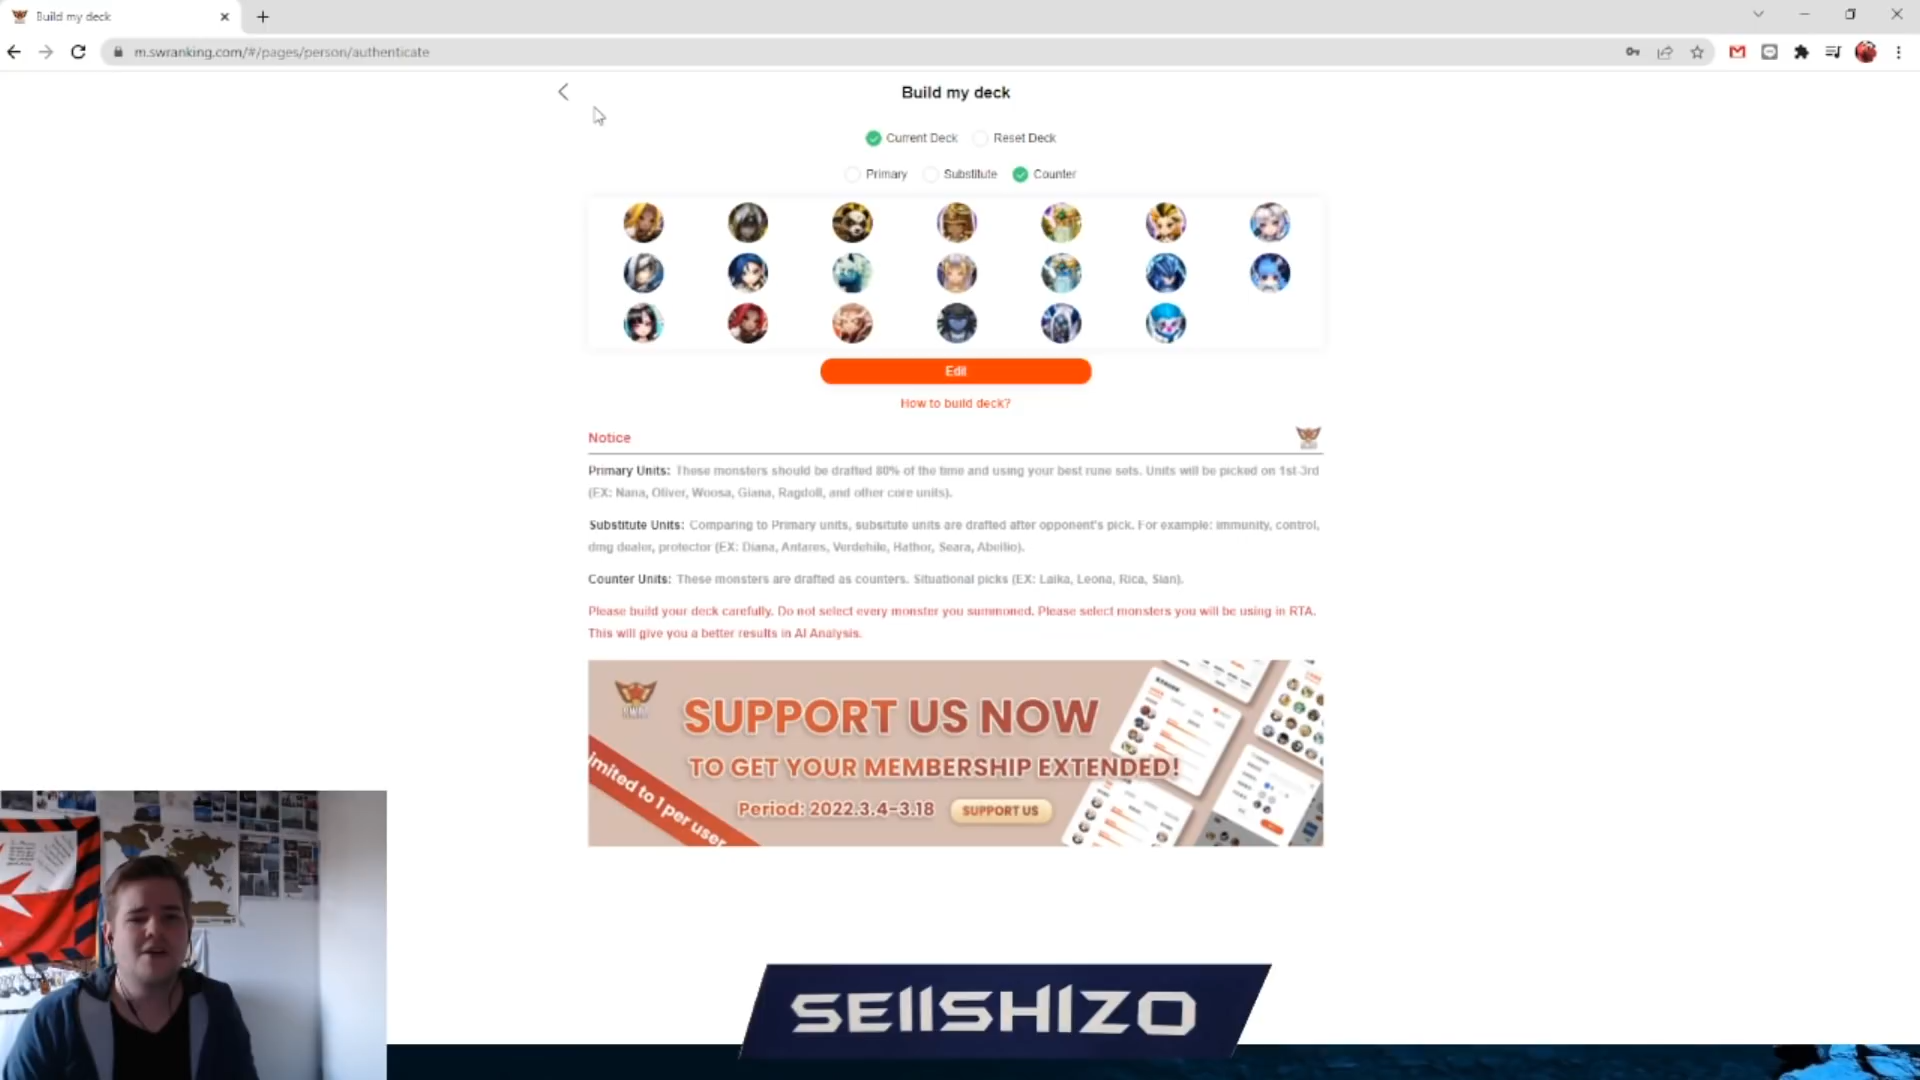 Build my deck
m.swranking.com/#/pages/person/authenticate
Build my deck
Current Deck
Reset Deck
Primary
Substitute
Counter
Edit
How to build deck?
Notice
Primary Units: These monsters should be drafted 80% of the time and using your best rune sets. Units will be picked on 1st-3rd
(EX: Nana, Oliver, Woosa, Giana, Ragdoll, and other core units).
Substitute Units: Comparing to Primary units, subsitute units are drafted after opponent's pick. For example: immunity, control,
dmg dealer, protector (EX: Diana, Antares, Verdehile, Hathor, Seara, Abellio).
Counter Units: These monsters are drafted as counters. Situational picks (EX: Laika, Leona, Rica, Sian).
Please build your deck carefully. Do not select every monster you summoned. Please select monsters you will be using in RTA.
This will give you a better results in AI Analysis.
SUPPORT US NOW
TO GET YOUR MEMBERSHIP EXTENDED!
imited to 1 per user
Period: 2022.3.4-3.18
SUPPORT US
SEIISHIZO